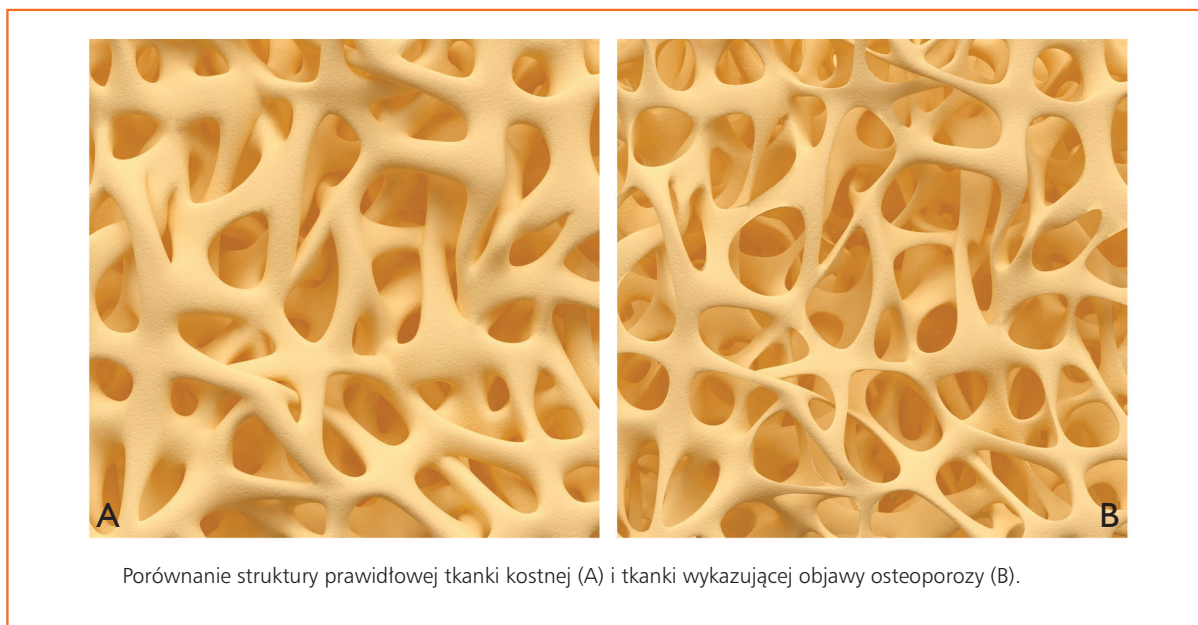 A
B
Porównanie struktury prawidłowej tkanki kostnej (A) i tkanki wykazującej objawy osteoporozy (B).